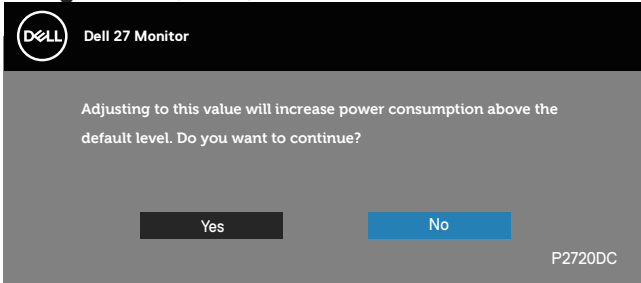 DELL
Dell 27 Monitor
Adjusting to this value will increase power consumption above the
default level. Do you want to continue?
Yes
No
P2720DC